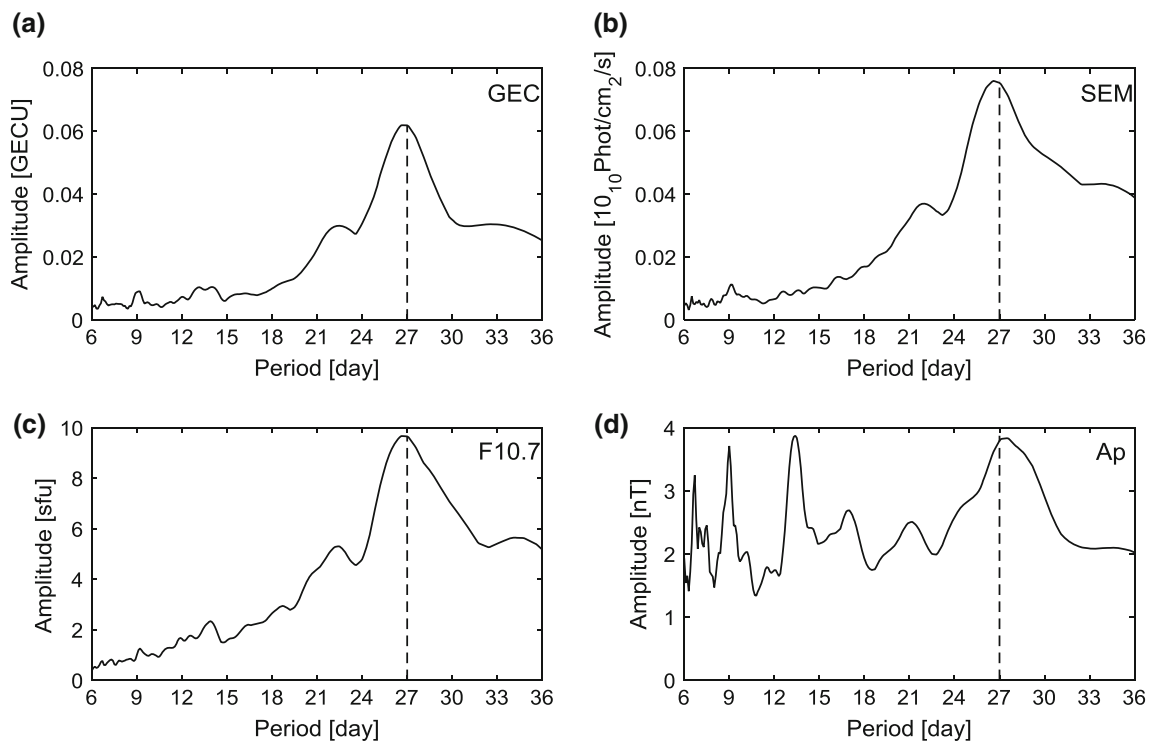 (a)
GEC
Amplitude [GECU]
0.08
0.06
0.04
0.02
0
6 9 12 15 18 21 24 27 30 33 36
Period [day]
(b)
SEM
Amplitude [10₁₀Phot/cm₂/s]
0.08
0.06
0.04
0.02
0
6 9 12 15 18 21 24 27 30 33 36
Period [day]
(c)
F10.7
Amplitude [sfu]
10
8
6
4
2
0
6 9 12 15 18 21 24 27 30 33 36
Period [day]
(d)
Ap
Amplitude [nT]
4
3
2
1
0
6 9 12 15 18 21 24 27 30 33 36
Period [day]